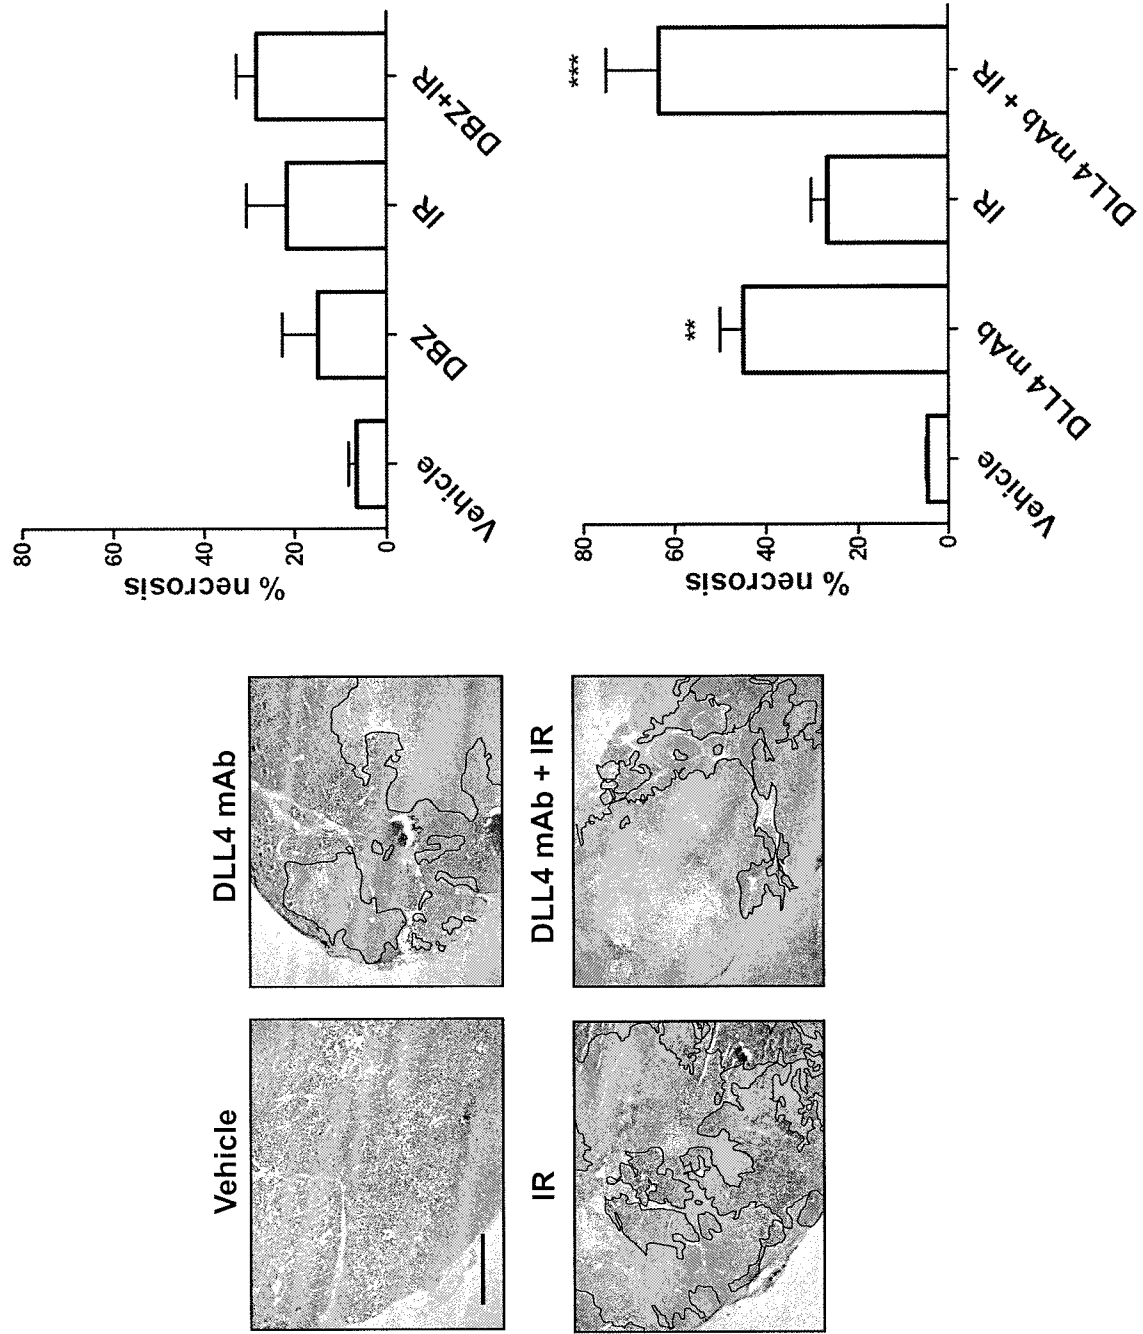 Vehicle
DLL4 mAb
IR
DLL4 mAb + IR
% necrosis
80
60
40
20
0
Vehicle
DBZ
IR
DBZ+IR
% necrosis
80
60
40
20
0
**
***
Vehicle
DLL4 mAb
IR
DLL4 mAb + IR